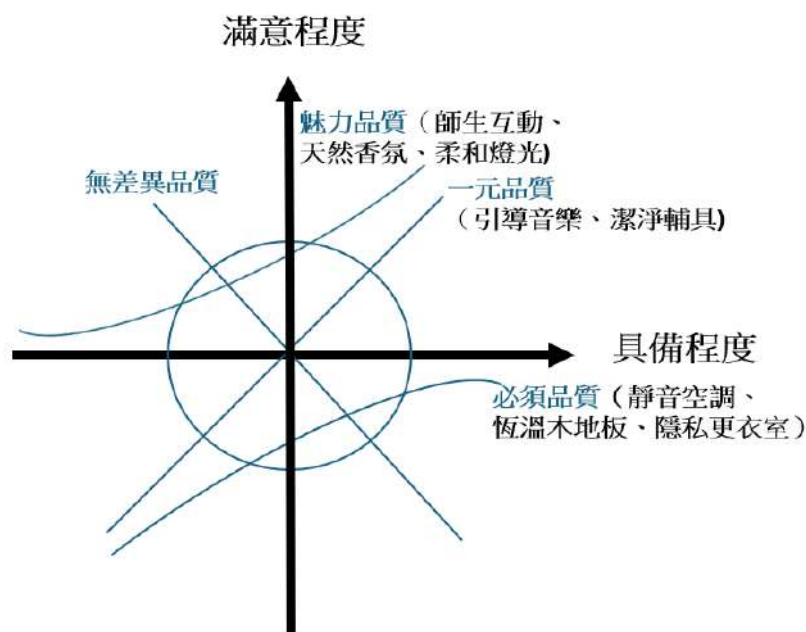 滿意程度
魅力品質（師生互動、
天然香氛、柔和燈光)
無差異品質
一元品質
（引導音樂、潔淨輔具)
具備程度
必須品質（靜音空調、
恆溫木地板、隱私更衣室）